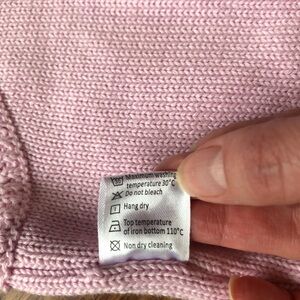 Maximum washing
temperature 30°C
Do not bleach
Hang dry
Top temperature
of iron bottom 110°C
Non dry cleaning